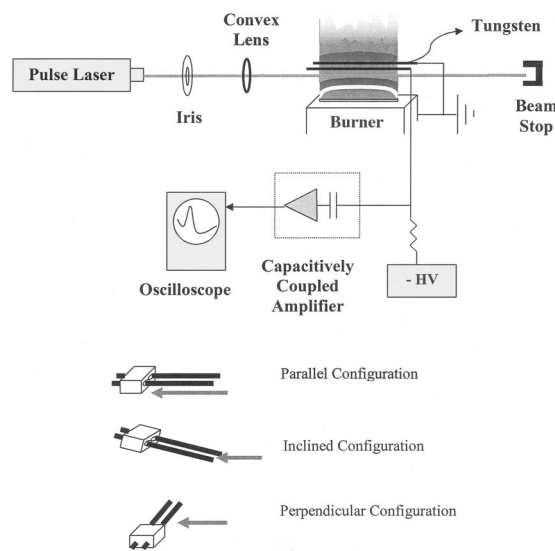 Convex
Lens
Tungsten
Pulse Laser
Iris
Burner
Beam
Stop
Oscilloscope
Capacitively
Coupled
Amplifier
- HV
Parallel Configuration
Inclined Configuration
Perpendicular Configuration